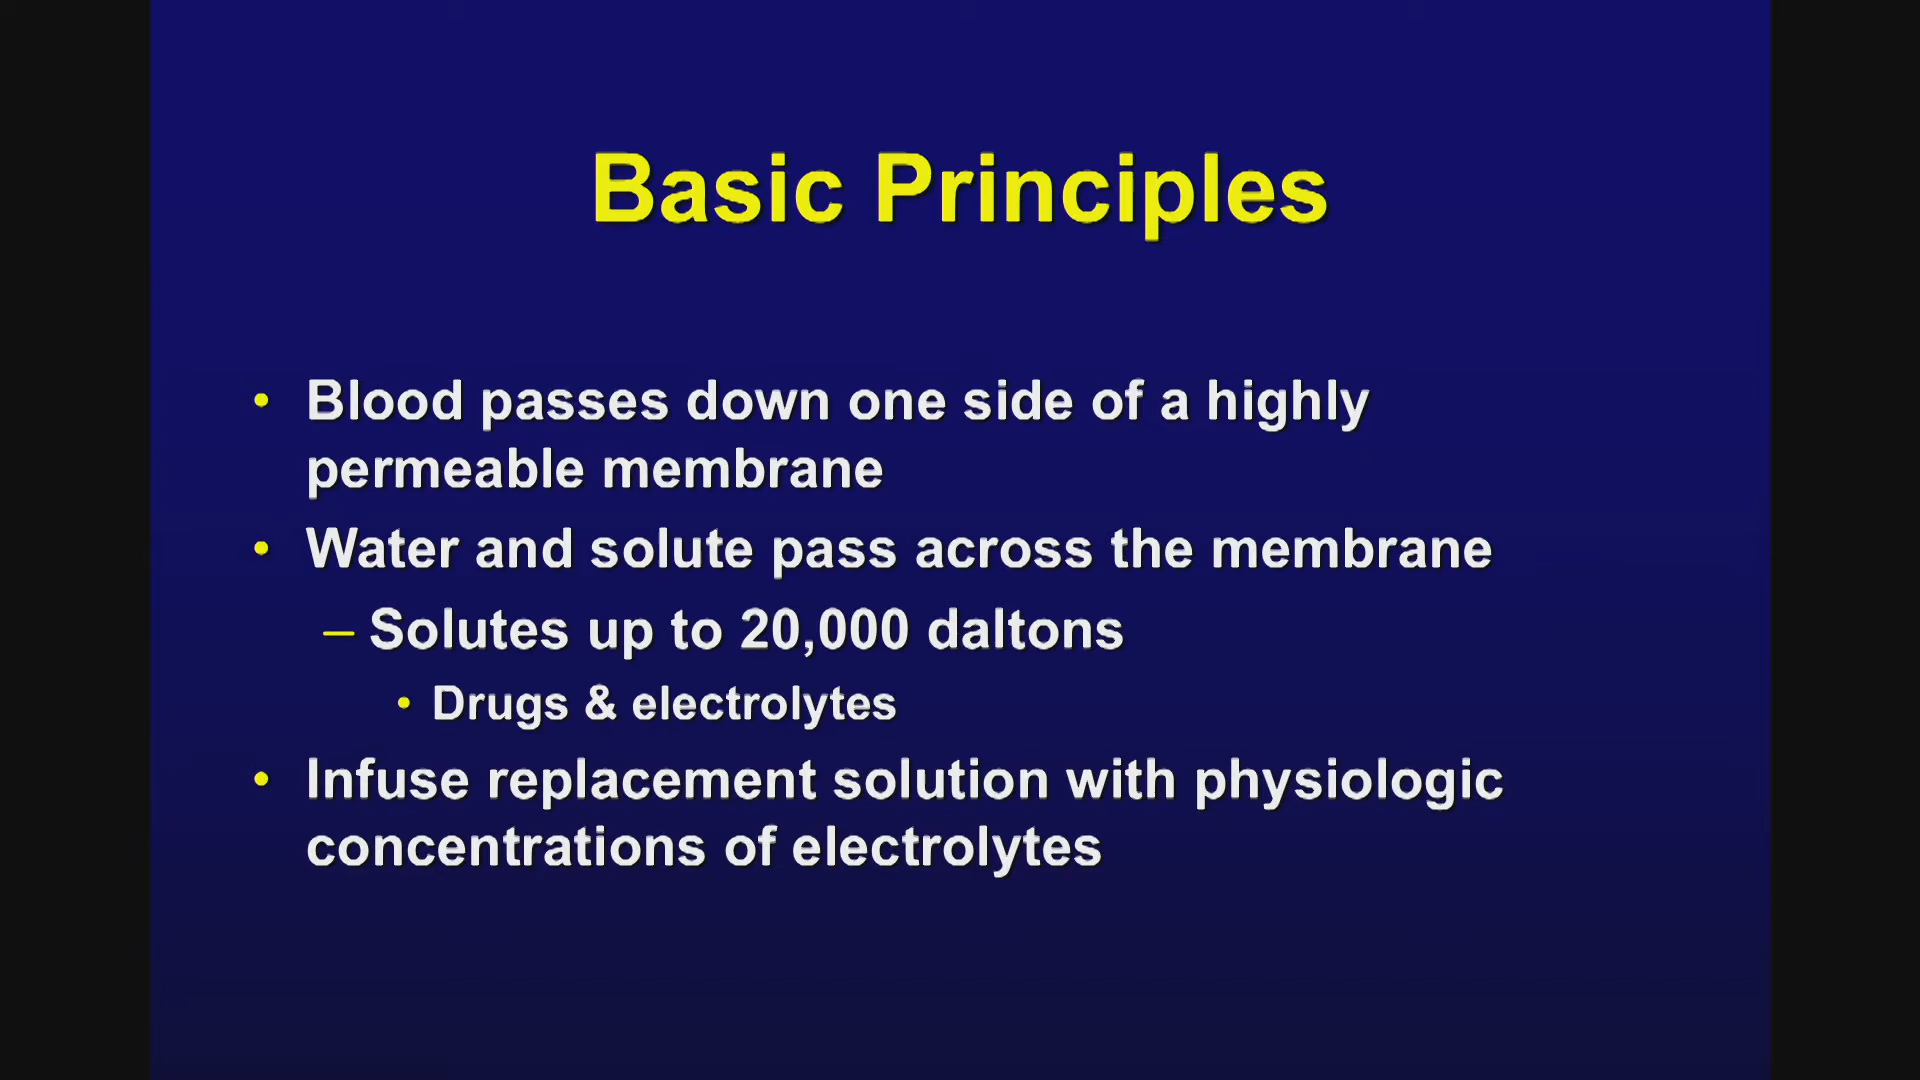 Basic Principles
• Blood passes down one side of a highly
permeable membrane
• Water and solute pass across the membrane
– Solutes up to 20,000 daltons
• Drugs & electrolytes
• Infuse replacement solution with physiologic
concentrations of electrolytes